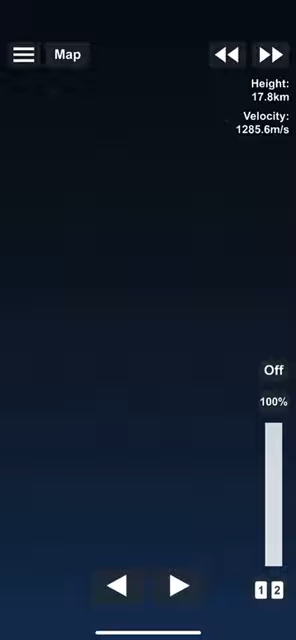 Map
Height:
17.8km
Velocity:
1285.6m/s
Off
100%
1 2